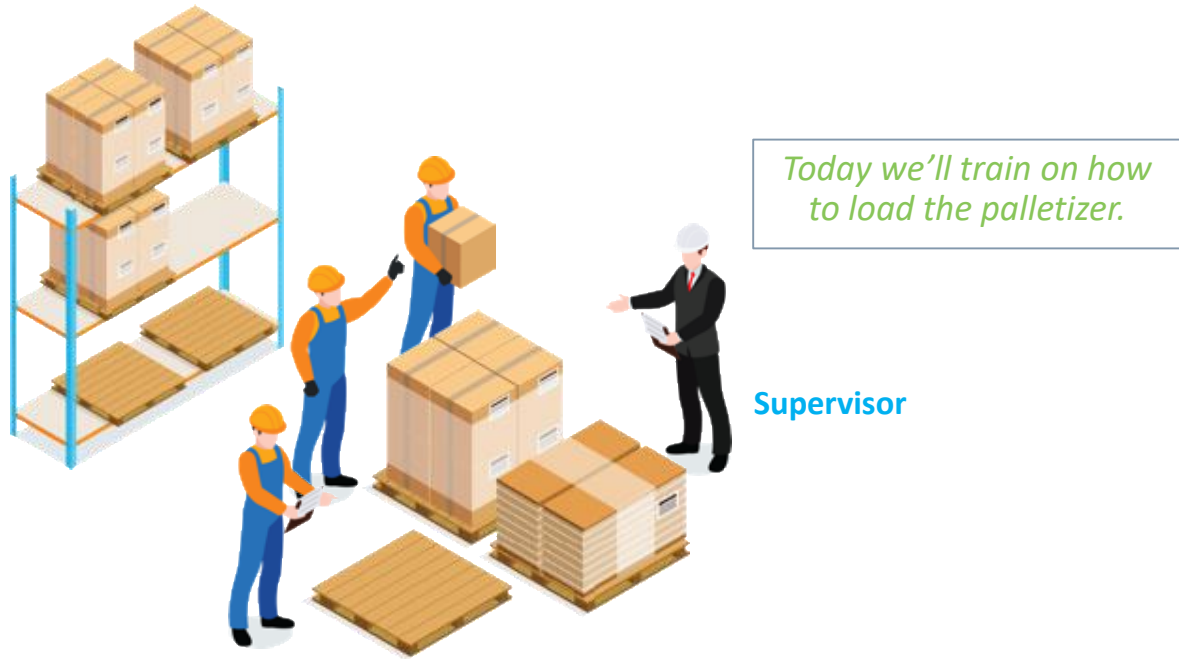 Today we’ll train on how
to load the palletizer.
Supervisor